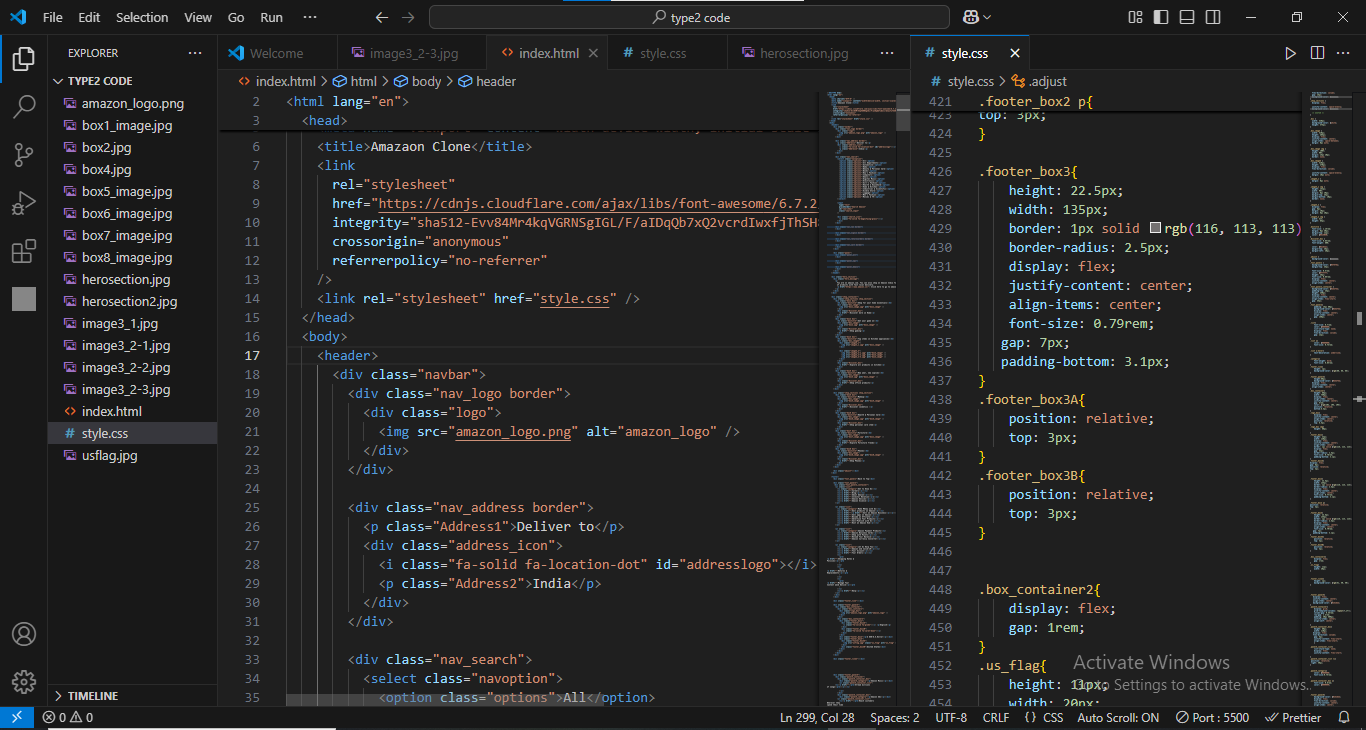 File Edit Selection View Go Run ··· type2 code
EXPLORER ···
TYPE2 CODE
amazon_logo.png
box1_image.jpg
box2.jpg
box4.jpg
box5_image.jpg
box6_image.jpg
box7_image.jpg
box8_image.jpg
herosection.jpg
herosection2.jpg
image3_1.jpg
image3_2-1.jpg
image3_2-2.jpg
image3_2-3.jpg
index.html
style.css
usflag.jpg
TIMELINE
Welcome image3_2-3.jpg index.html style.css herosection.jpg ···
index.html > html > body > header
2 <html lang="en">
3 <head>
6 <title>Amazaon Clone</title>
7 <link
8 rel="stylesheet"
9 href="https://cdnjs.cloudflare.com/ajax/libs/font-awesome/6.7.2
10 integrity="sha512-Evv84Mr4kqVGRNSgIGL/F/aIDqQb7xQ2vcrdIwxfjThSH
11 crossorigin="anonymous"
12 referrerpolicy="no-referrer"
13 />
14 <link rel="stylesheet" href="style.css" />
15 </head>
16 <body>
17 <header>
18 <div class="navbar">
19 <div class="nav_logo border">
20 <div class="logo">
21 <img src="amazon_logo.png" alt="amazon_logo" />
22 </div>
23 </div>
24
25 <div class="nav_address border">
26 <p class="Address1">Deliver to</p>
27 <div class="address_icon">
28 <i class="fa-solid fa-location-dot" id="addresslogo"></i>
29 <p class="Address2">India</p>
30 </div>
31 </div>
32
33 <div class="nav_search">
34 <select class="navoption">
35 <option class="options">All</option>
style.css ···
style.css > .adjust
421 .footer_box2 p{
423 top: 3px;
424 }
425
426 .footer_box3{
427 height: 22.5px;
428 width: 135px;
429 border: 1px solid rgb(116, 113, 113)
430 border-radius: 2.5px;
431 display: flex;
432 justify-content: center;
433 align-items: center;
434 font-size: 0.79rem;
435 gap: 7px;
436 padding-bottom: 3.1px;
437 }
438 .footer_box3A{
439 position: relative;
440 top: 3px;
441 }
442 .footer_box3B{
443 position: relative;
444 top: 3px;
445 }
446
447
448 .box_container2{
449 display: flex;
450 gap: 1rem;
451 }
452 .us_flag{
453 height: 11px;
454 width: 20px;
Activate Windows
Go to Settings to activate Windows.
0 0 Ln 299, Col 28 Spaces: 2 UTF-8 CRLF {} CSS Auto Scroll: ON Port : 5500 Prettier